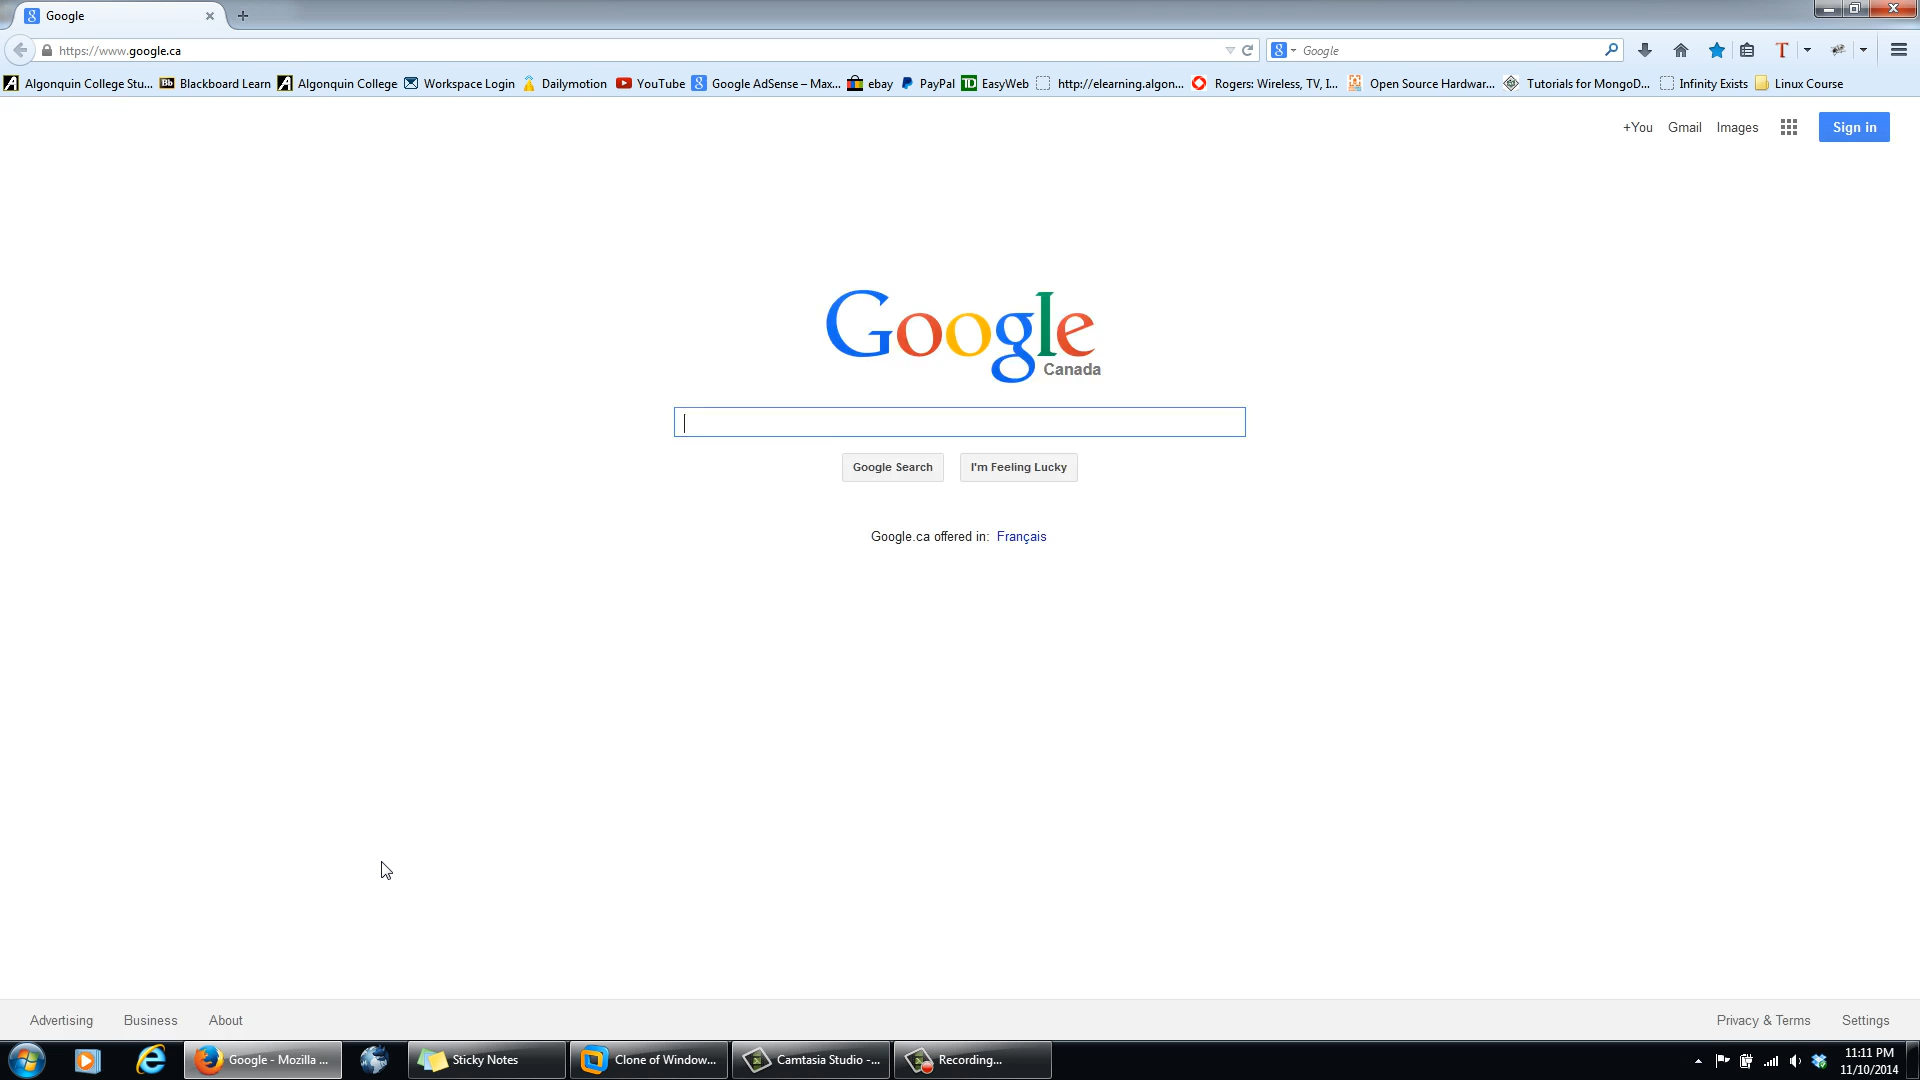 Google
https://www.google.ca
Google
Algonquin College Stu... Blackboard Learn Algonquin College Workspace Login Dailymotion YouTube Google AdSense – Max... ebay PayPal EasyWeb http://elearning.algon... Rogers: Wireless, TV, I... Open Source Hardwar... Tutorials for MongoD... Infinity Exists Linux Course
+You Gmail Images Sign in
Google
Canada
Google Search I'm Feeling Lucky
Google.ca offered in: Français
Advertising Business About Privacy & Terms Settings
Google - Mozilla ... Sticky Notes Clone of Window... Camtasia Studio -... Recording...
11:11 PM
11/10/2014